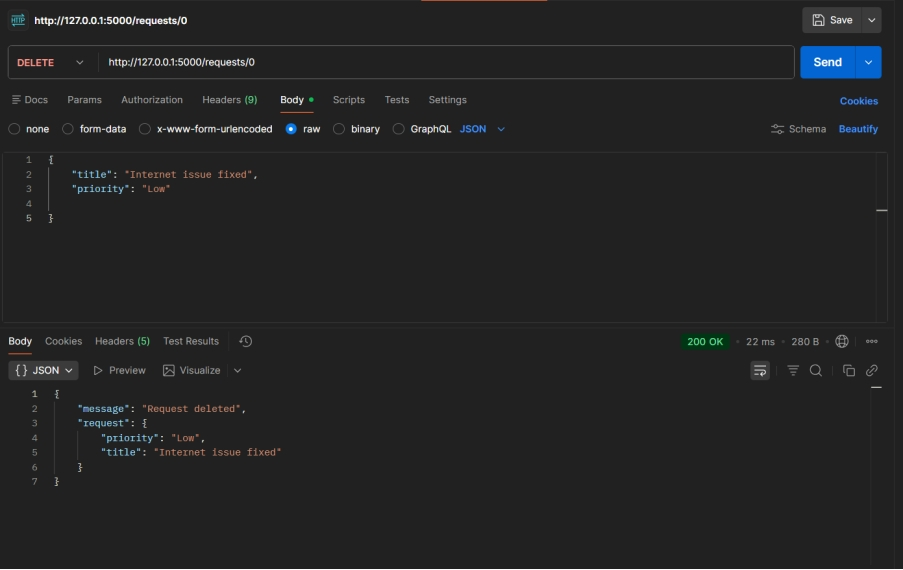 HTTP http://127.0.0.1:5000/requests/0 Save
DELETE http://127.0.0.1:5000/requests/0 Send
Docs Params Authorization Headers (9) Body Scripts Tests Settings Cookies
none form-data x-www-form-urlencoded raw binary GraphQL JSON Schema Beautify
1 {
2 "title": "Internet issue fixed",
3 "priority": "Low"
4
5 }
Body Cookies Headers (5) Test Results 200 OK 22 ms 280 B
{} JSON Preview Visualize
1 {
2 "message": "Request deleted",
3 "request": {
4 "priority": "Low",
5 "title": "Internet issue fixed"
6 }
7 }